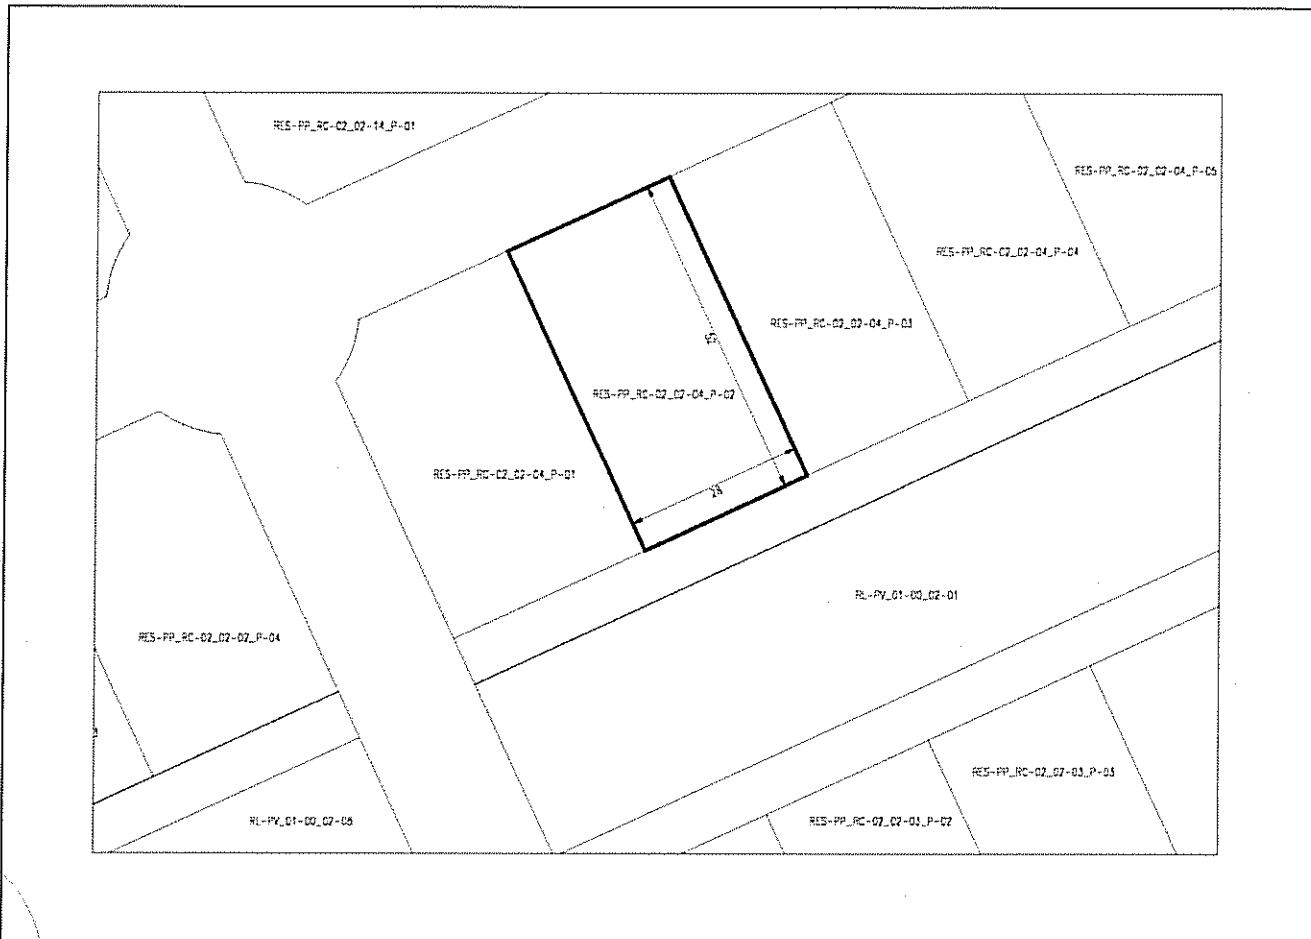 RES-PP_RC-02_02-14_P-01
RES-PP_RC-02_02-04_P-05
RES-PP_RC-02_02-04_P-04
RES-PP_RC-02_02-04_P-03
RES-PP_RC-02_02-04_P-02
RES-PP_RC-02_02-04_P-01
28
RL-PV_01-00_02-01
RES-PP_RC-02_02-02_P-04
RES-PP_RC-02_02-03_P-03
RL-PV_01-00_02-06
RES-PP_RC-02_02-03_P-02